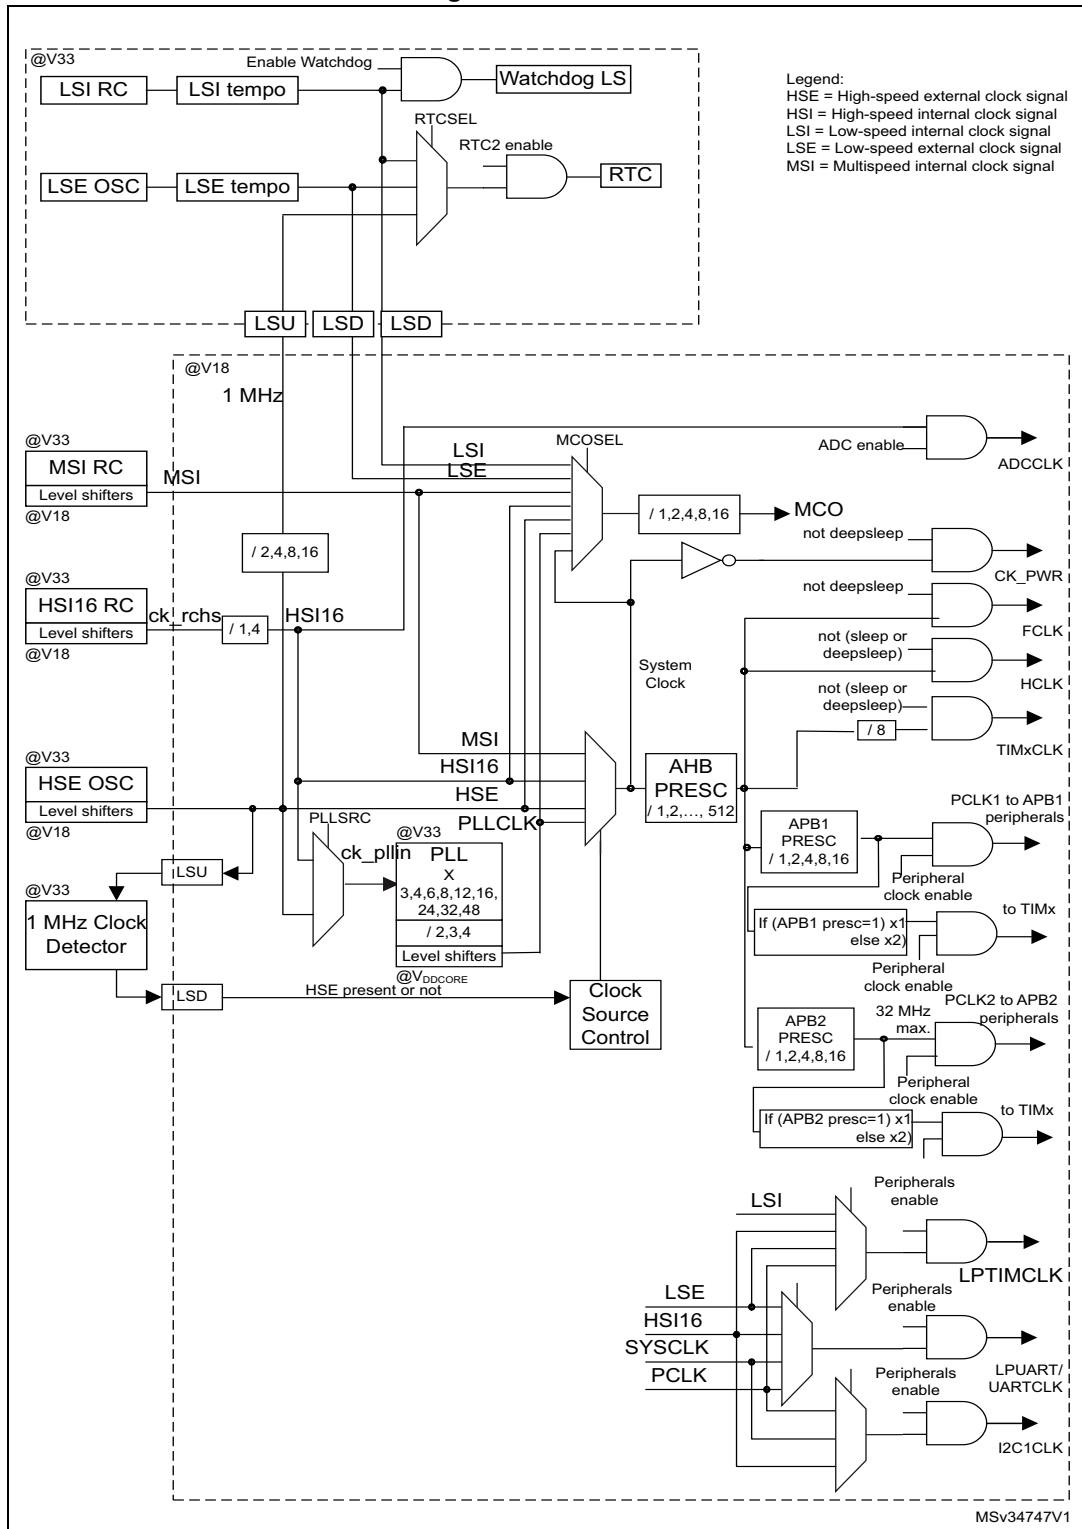 @V33
Enable Watchdog
LSI RC
LSI tempo
Watchdog LS
Legend:
HSE = High-speed external clock signal
HSI = High-speed internal clock signal
LSI = Low-speed internal clock signal
LSE = Low-speed external clock signal
MSI = Multispeed internal clock signal
RTCSEL
RTC2 enable
LSE OSC
LSE tempo
RTC
LSU
LSD
LSD
@V18
1 MHz
@V33
MSI RC
Level shifters
@V18
MSI
LSI
LSE
MCOSEL
ADC enable
ADCCLK
/ 1,2,4,8,16
MCO
/ 2,4,8,16
not deepsleep
CK_PWR
@V33
HSI16 RC
Level shifters
@V18
ck_rchs
/ 1,4
HSI16
not deepsleep
FCLK
System
Clock
not (sleep or
deepsleep)
HCLK
not (sleep or
deepsleep)
/ 8
TIMxCLK
@V33
HSE OSC
Level shifters
@V18
MSI
HSI16
HSE
PLLCLK
AHB
PRESC
/ 1,2,..., 512
PCLK1 to APB1
peripherals
APB1
PRESC
/ 1,2,4,8,16
Peripheral
clock enable
PLLSRC
ck_pllin
@V33
PLL
X
3,4,6,8,12,16,
24,32,48
/ 2,3,4
Level shifters
@VDDCORE
LSU
@V33
1 MHz Clock
Detector
LSD
HSE present or not
Clock
Source
Control
If (APB1 presc=1) x1
else x2)
to TIMx
Peripheral
clock enable
PCLK2 to APB2
peripherals
32 MHz
max.
APB2
PRESC
/ 1,2,4,8,16
Peripheral
clock enable
to TIMx
If (APB2 presc=1) x1
else x2)
LSI
Peripherals
enable
LPTIMCLK
LSE
HSI16
SYSCLK
PCLK
Peripherals
enable
LPUART/
UARTCLK
Peripherals
enable
I2C1CLK
MSv34747V1